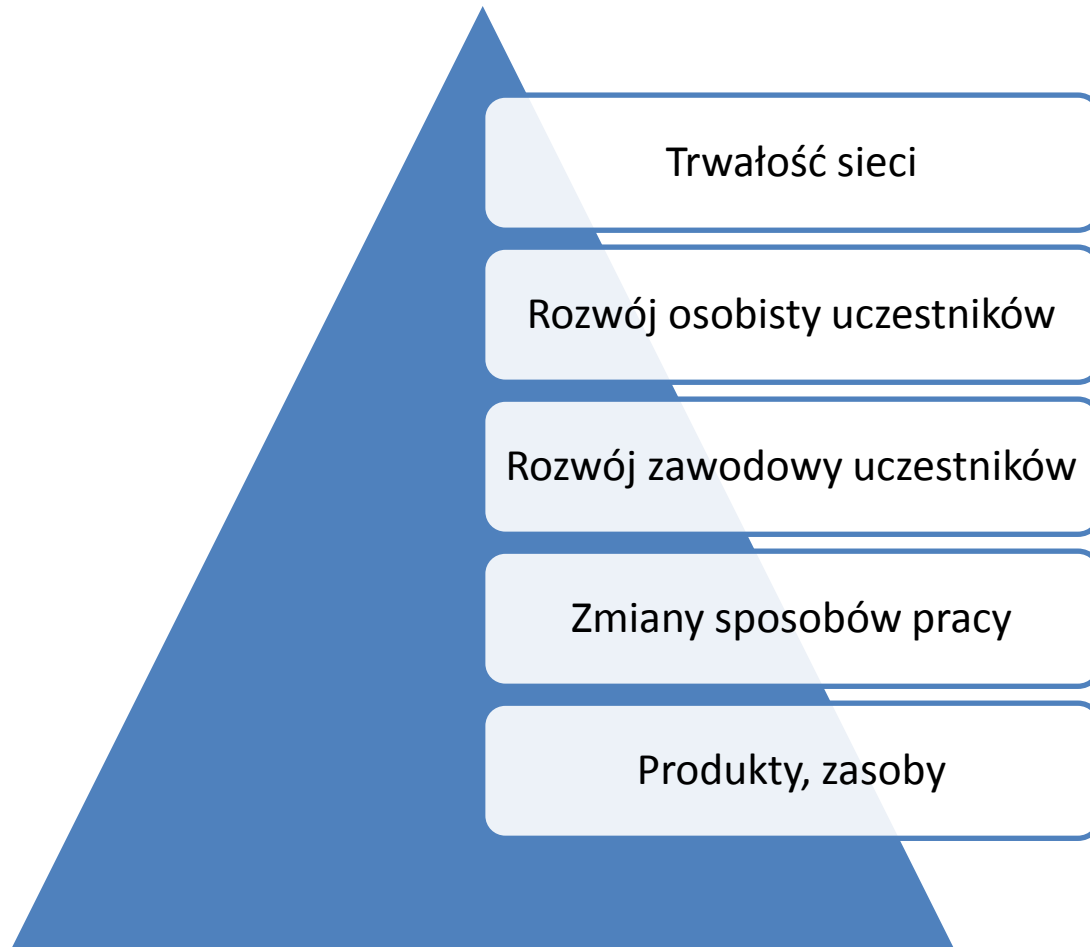 Trwałość sieci
Rozwój osobisty uczestników
Rozwój zawodowy uczestników
Zmiany sposobów pracy
Produkty, zasoby